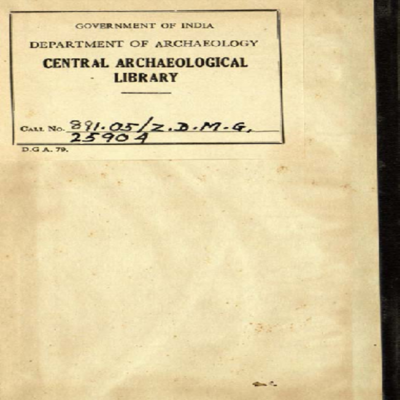 GOVERNMENT OF INDIA
DEPARTMENT OF ARCHAEOLOGY
CENTRAL ARCHAEOLOGICAL
LIBRARY
CALL No. 891.05/Z.D.M.G.
25904
D.G.A. 79.